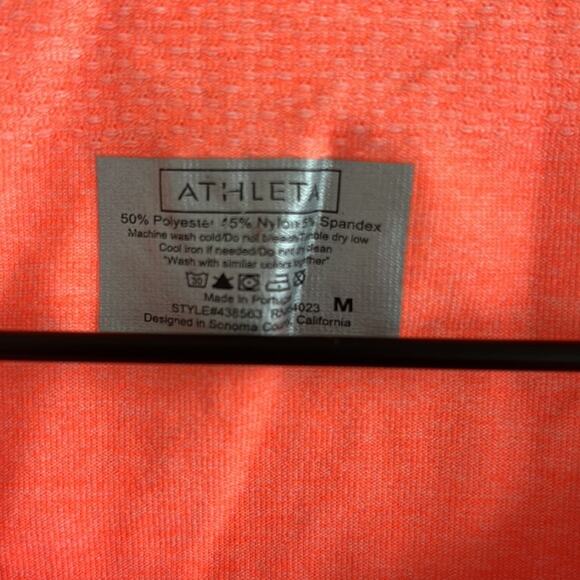 ATHLETA
50% Polyester 45% Nylon 5% Spandex
Machine wash cold/Do not bleach/Tumble dry low
Cool iron if needed/Do not dry clean
"Wash with similar colors together"
30
Made in Portugal
STYLE#438563 RN54023 M
Designed in Sonoma County, California